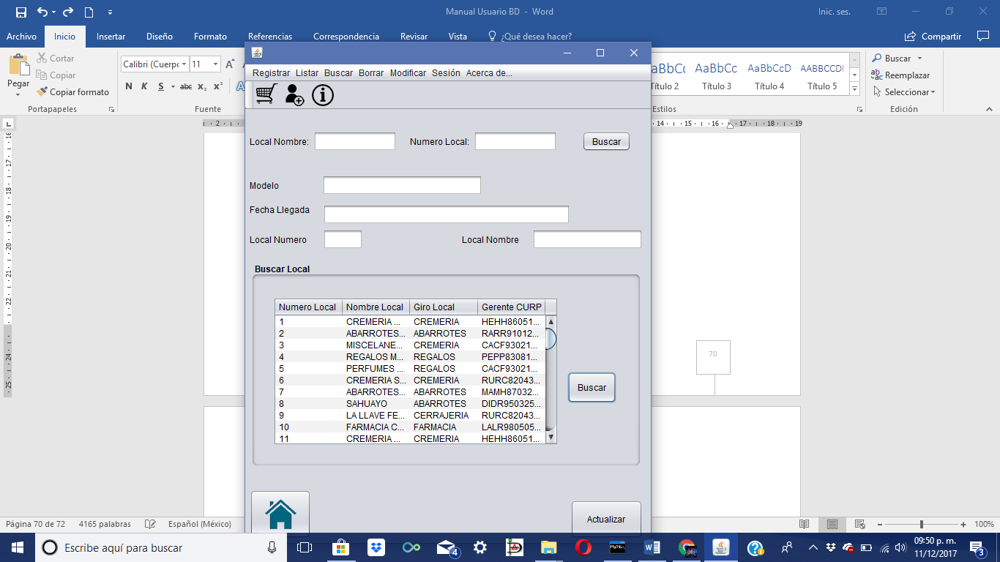 Manual Usuario BD - Word
Inic. ses.
Archivo Inicio Insertar Diseño Formato Referencias Correspondencia Revisar Vista ¿Qué desea hacer? Compartir
Pegar
Cortar
Copiar
Copiar formato
Portapapeles
Calibri (Cuerpo 11
N K S abc x₂ x²
Fuente
Registrar Listar Buscar Borrar Modificar Sesión Acerca de...
AaBbCc AaBbCcD AABBCCDI
Título 2 Título 3 Título 4 Título 5
Estilos
Buscar
Reemplazar
Seleccionar
Edición
Local Nombre: Numero Local: Buscar
Modelo
Fecha Llegada
Local Numero Local Nombre
Buscar Local
Numero Local Nombre Local Giro Local Gerente CURP
1 CREMERIA ... CREMERIA HEHH86051...
2 ABARROTES... ABARROTES RARR91012...
3 MISCELANE... CREMERIA CACF93021...
4 REGALOS M... REGALOS PEPP83081...
5 PERFUMES ... REGALOS CACF93021...
6 CREMERIA S... CREMERIA RURC82043...
7 ABARROTES... ABARROTES MAMH87032...
8 SAHUAYO ABARROTES DIDR950325...
9 LA LLAVE FE... CERRAJERIA RURC82043...
10 FARMACIA C... FARMACIA LALR980505...
11 CREMERIA ... CREMERIA HEHH86051...
Buscar
Actualizar
70
Página 70 de 72 4165 palabras Español (México) 100%
Escribe aquí para buscar
09:50 p. m.
11/12/2017